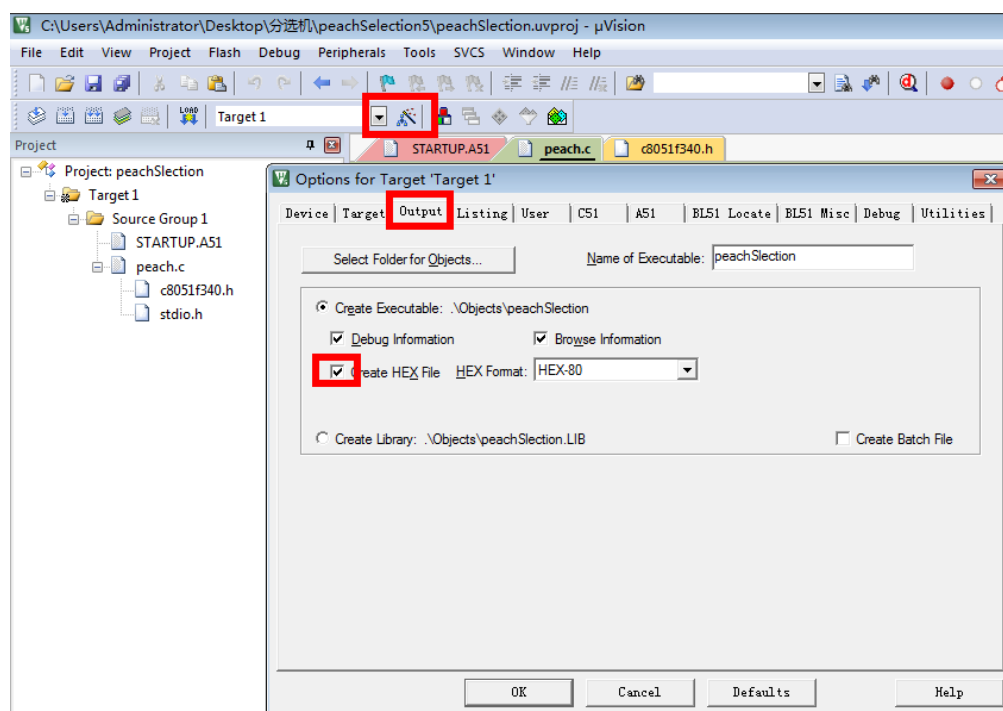 C:\Users\Administrator\Desktop\分选机\peachSelection5\peachSlection.uvproj - µVision
File Edit View Project Flash Debug Peripherals Tools SVCS Window Help
LOAD Target 1
Project
STARTUP.A51 peach.c c8051f340.h
Project: peachSlection
Target 1
Source Group 1
STARTUP.A51
peach.c
c8051f340.h
stdio.h
Options for Target 'Target 1'
Device Target Output Listing User C51 A51 BL51 Locate BL51 Misc Debug Utilities
Select Folder for Objects... Name of Executable: peachSlection
Create Executable: .\Objects\peachSlection
Debug Information Browse Information
Create HEX File HEX Format: HEX-80
Create Library: .\Objects\peachSlection.LIB Create Batch File
OK Cancel Defaults Help